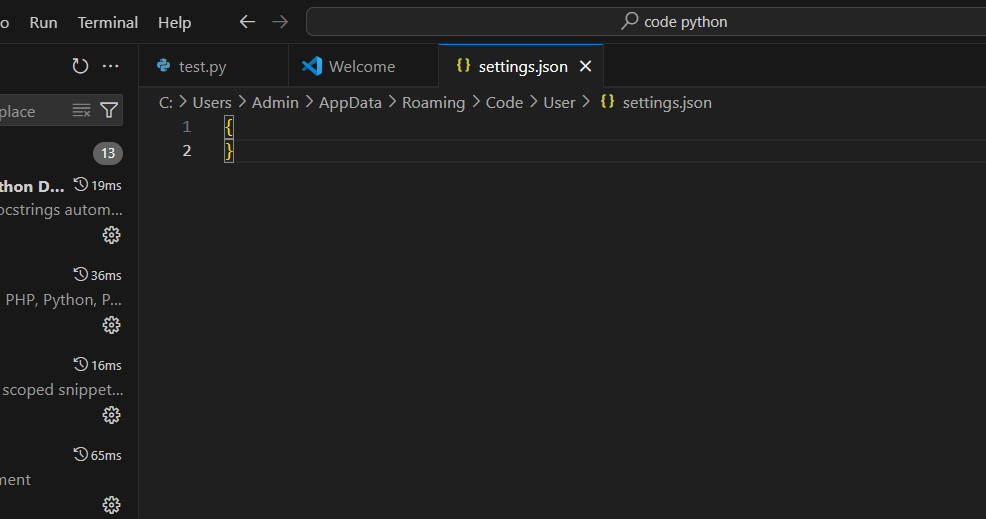 o Run Terminal Help code python
test.py Welcome settings.json
C: > Users > Admin > AppData > Roaming > Code > User > settings.json
place
1 {
2 }
13
thon D... 19ms
ocstrings autom...
36ms
PHP, Python, P...
16ms
scoped snippet...
65ms
ment